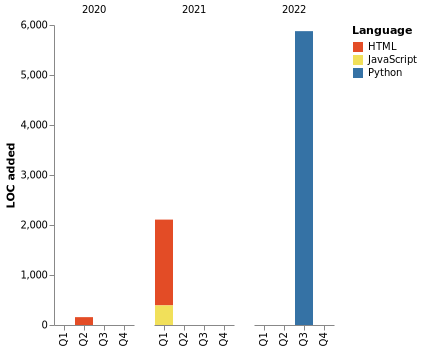 2020 2021 2022
Language
HTML
JavaScript
Python
LOC added
6,000
5,000
4,000
3,000
2,000
1,000
0
Q1 Q2 Q3 Q4 Q1 Q2 Q3 Q4 Q1 Q2 Q3 Q4